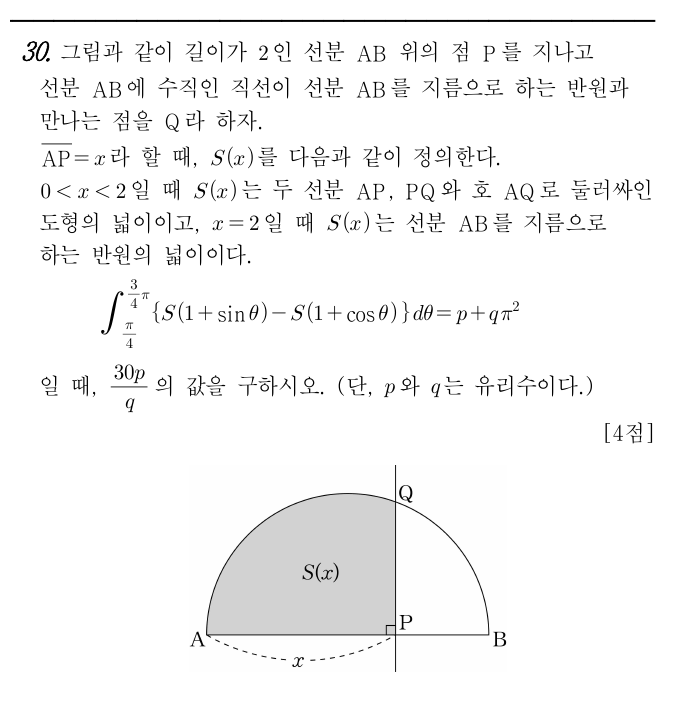 30. 그림과 같이 길이가 2인 선분 AB 위의 점 P를 지나고
선분 AB에 수직인 직선이 선분 AB를 지름으로 하는 반원과
만나는 점을 Q라 하자.
\overline{AP}=x라 할 때, S(x)를 다음과 같이 정의한다.
0<x<2일 때 S(x)는 두 선분 AP, PQ와 호 AQ로 둘러싸인
도형의 넓이이고, x=2일 때 S(x)는 선분 AB를 지름으로
하는 반원의 넓이이다.
\int_{\frac{\pi}{4}}^{\frac{3}{4}\pi} {S(1+sinθ)-S(1+cosθ)}dθ=p+qπ²
일 때, \frac{30p}{q}의 값을 구하시오. (단, p와 q는 유리수이다.)
[4점]
Q
S(x)
P
A
B
x